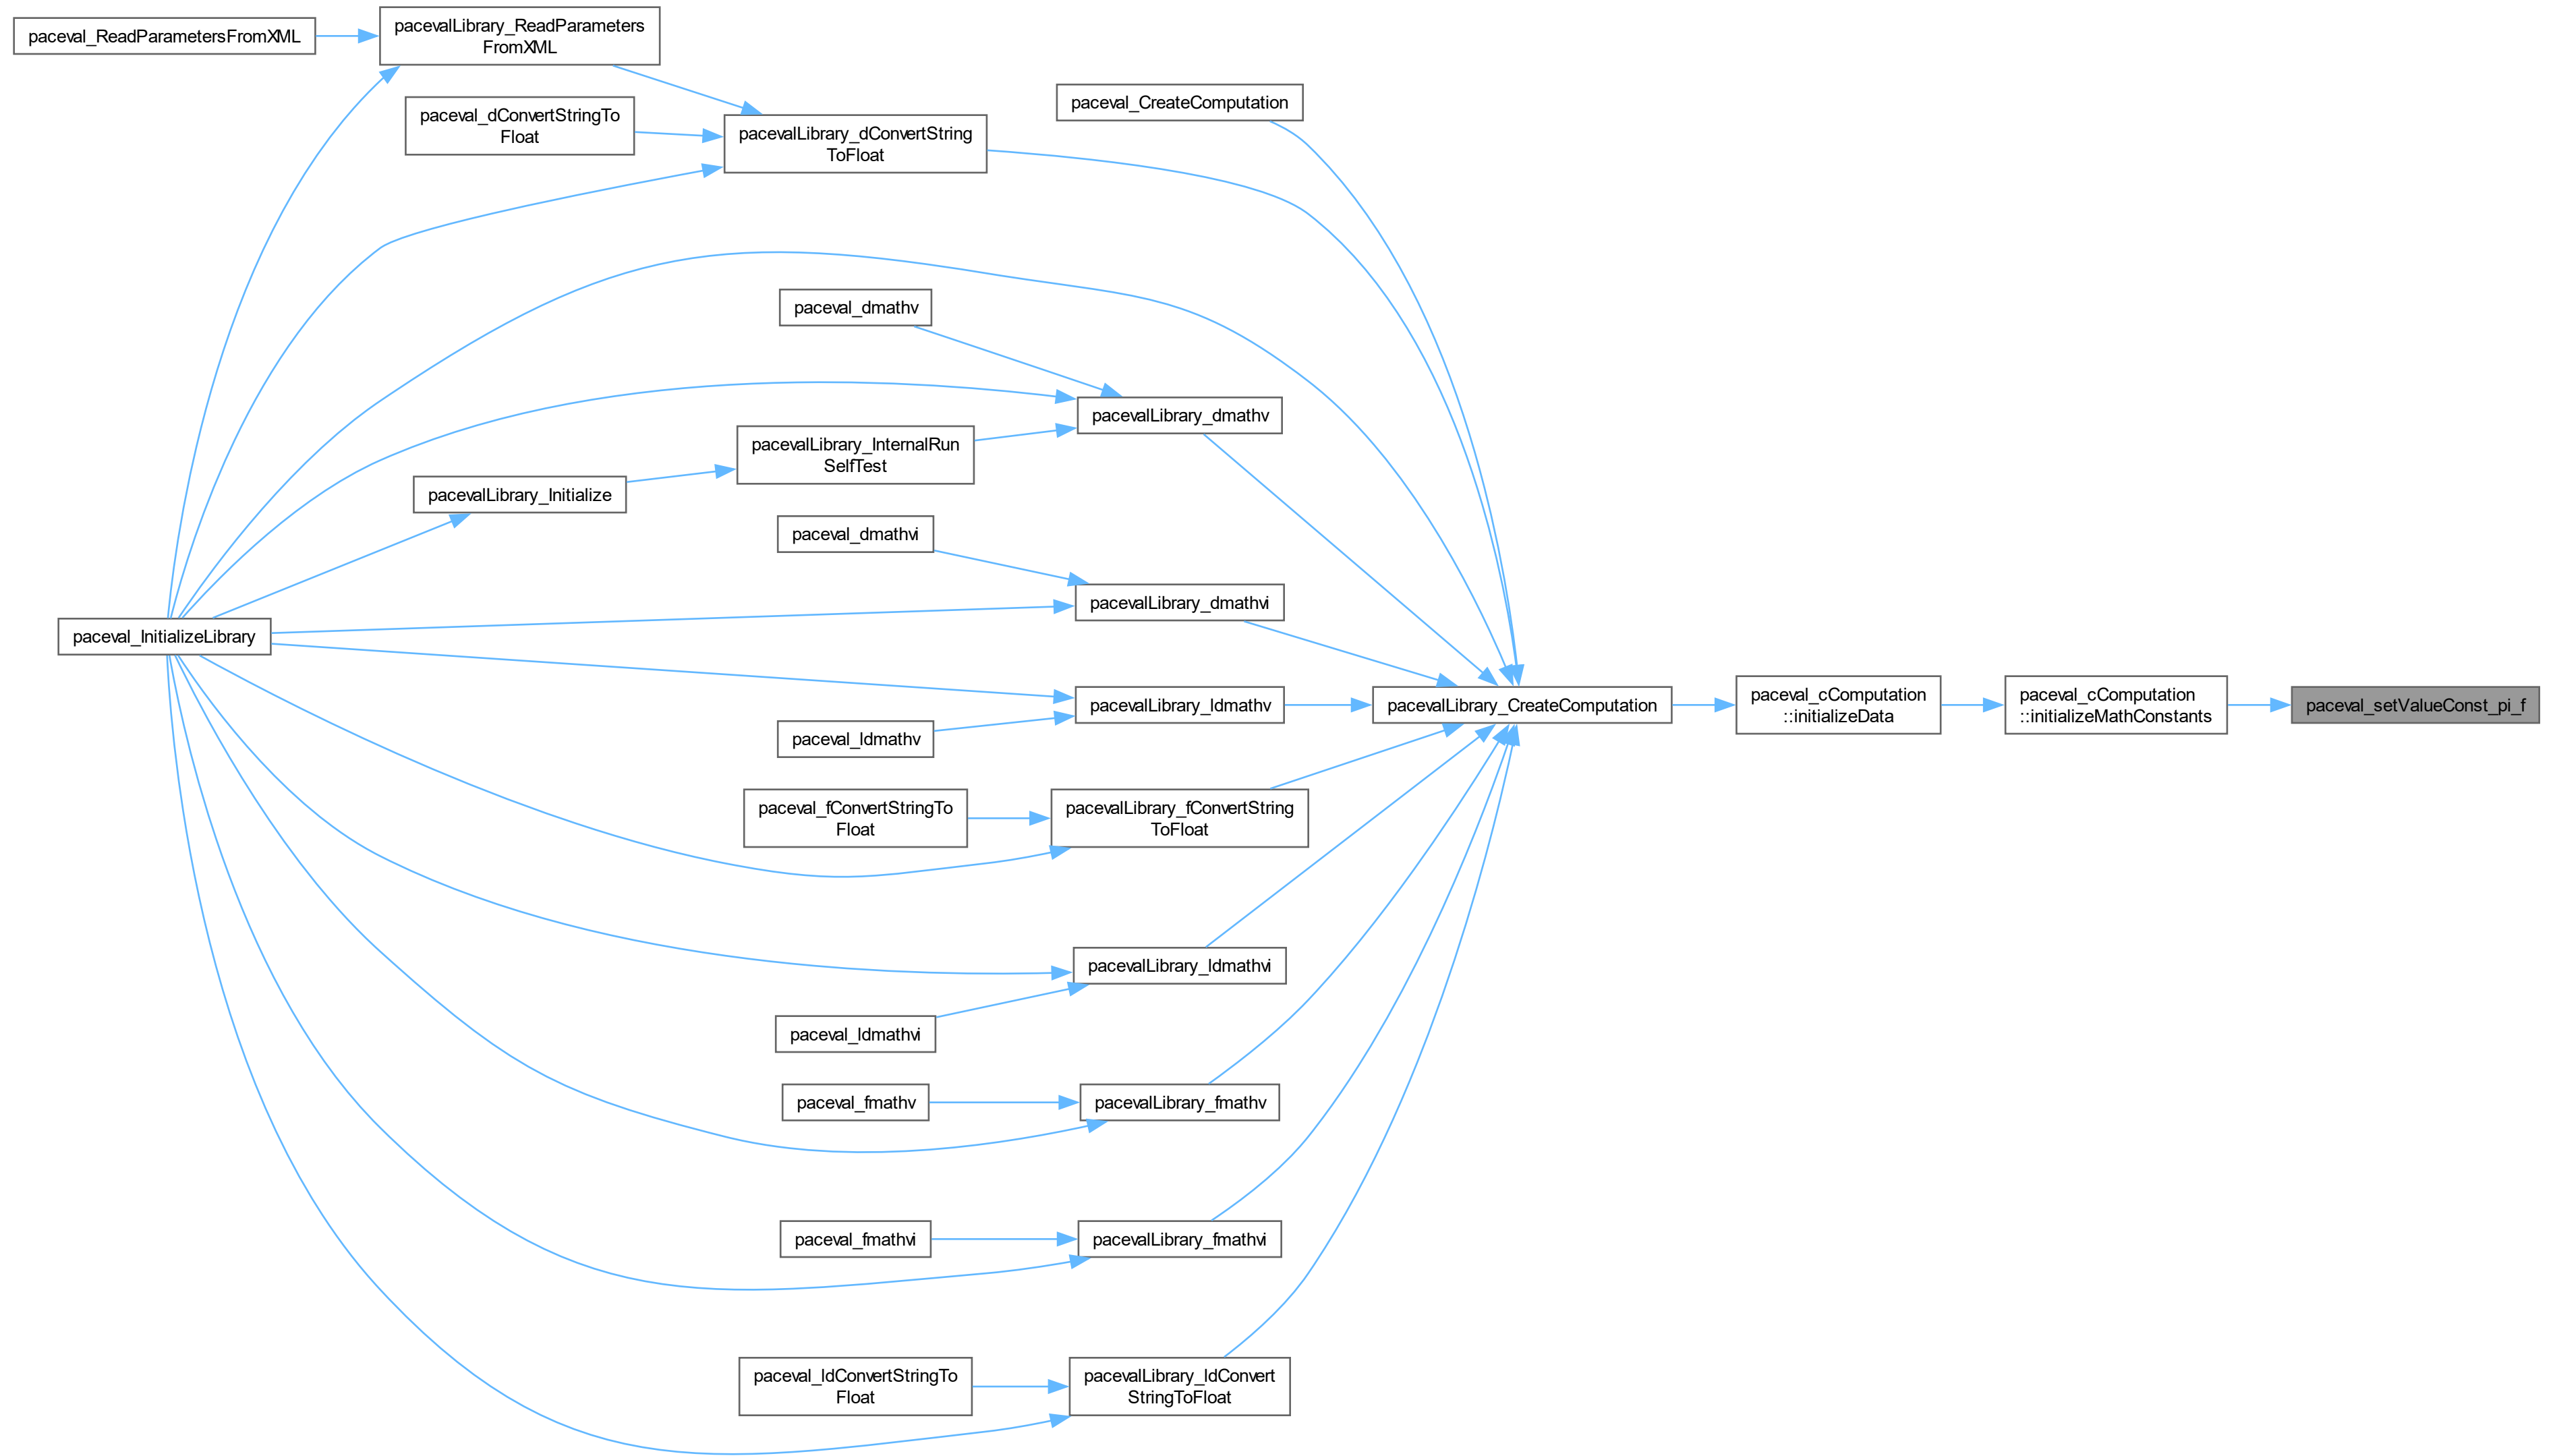 paceval_ReadParametersFromXML
pacevalLibrary_ReadParameters
FromXML
paceval_CreateComputation
paceval_dConvertStringTo
Float
pacevalLibrary_dConvertString
ToFloat
paceval_dmathv
pacevalLibrary_dmathv
pacevalLibrary_InternalRun
SelfTest
pacevalLibrary_Initialize
paceval_dmathvi
pacevalLibrary_dmathvi
paceval_InitializeLibrary
pacevalLibrary_ldmathv
pacevalLibrary_CreateComputation
paceval_cComputation
::initializeData
paceval_cComputation
::initializeMathConstants
paceval_setValueConst_pi_f
paceval_ldmathv
paceval_fConvertStringTo
Float
pacevalLibrary_fConvertString
ToFloat
pacevalLibrary_ldmathvi
paceval_ldmathvi
paceval_fmathv
pacevalLibrary_fmathv
paceval_fmathvi
pacevalLibrary_fmathvi
paceval_ldConvertStringTo
Float
pacevalLibrary_ldConvert
StringToFloat